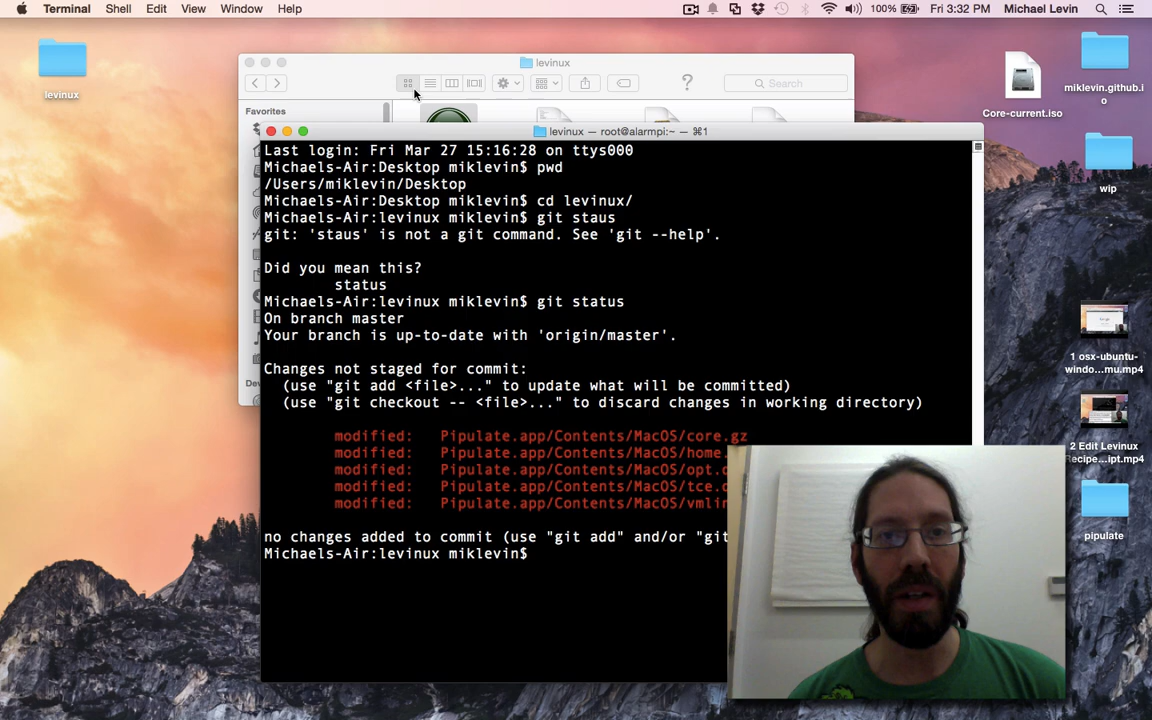 Terminal Shell Edit View Window Help 100% Fri 3:32 PM Michael Levin
levinux
levinux
Search
Favorites
Core-current.iso
miklevin.github.i
o
wip
levinux — root@alarmpi:~ — ⌘1
Last login: Fri Mar 27 15:16:28 on ttys000
Michaels-Air:Desktop miklevin$ pwd
/Users/miklevin/Desktop
Michaels-Air:Desktop miklevin$ cd levinux/
Michaels-Air:levinux miklevin$ git staus
git: 'staus' is not a git command. See 'git --help'.
Did you mean this?
status
Michaels-Air:levinux miklevin$ git status
On branch master
Your branch is up-to-date with 'origin/master'.
Changes not staged for commit:
(use "git add <file>..." to update what will be committed)
(use "git checkout -- <file>..." to discard changes in working directory)
modified: Pipulate.app/Contents/MacOS/core.gz
modified: Pipulate.app/Contents/MacOS/home.
modified: Pipulate.app/Contents/MacOS/opt.
modified: Pipulate.app/Contents/MacOS/tce.
modified: Pipulate.app/Contents/MacOS/vmlin
no changes added to commit (use "git add" and/or "git
Michaels-Air:levinux miklevin$
1 osx-ubuntu-
windo...mu.mp4
2 Edit Levinux
Recipe...ipt.mp4
pipulate